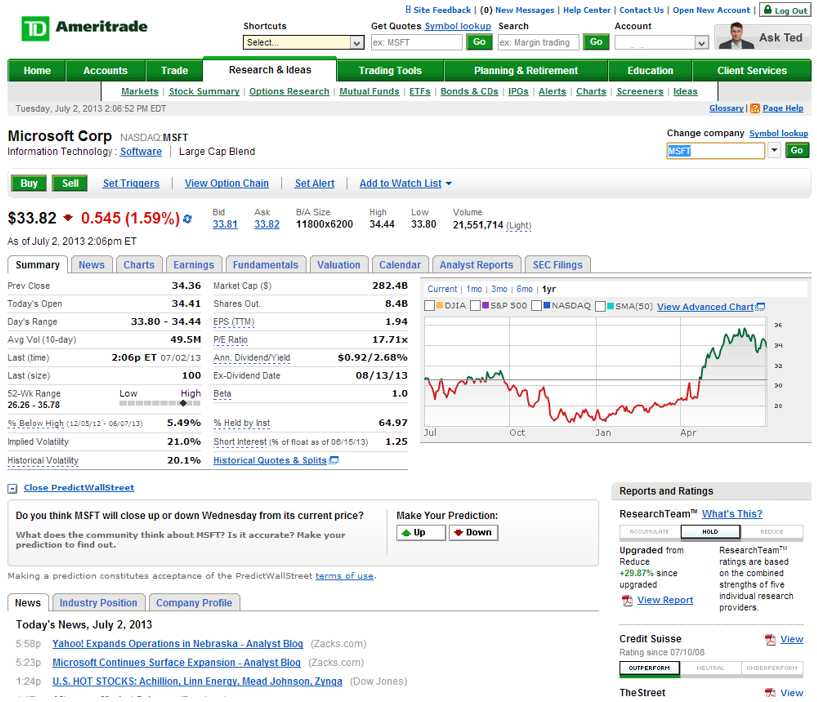 Site Feedback | (0) New Messages | Help Center | Contact Us | Open New Account | Log Out
TD Ameritrade
Shortcuts
Select...
Get Quotes Symbol lookup
ex: MSFT Go
Search
ex: Margin trading Go
Account
Ask Ted
Home Accounts Trade Research & Ideas Trading Tools Planning & Retirement Education Client Services
Markets | Stock Summary | Options Research | Mutual Funds | ETFs | Bonds & CDs | IPOs | Alerts | Charts | Screeners | Ideas
Tuesday, July 2, 2013 2:06:52 PM EDT
Glossary | Page Help
Microsoft Corp NASDAQ:MSFT
Information Technology : Software | Large Cap Blend
Change company Symbol lookup
MSFT Go
Buy Sell Set Triggers | View Option Chain | Set Alert | Add to Watch List
$33.82 0.545 (1.59%)
Bid Ask B/A Size High Low Volume
33.81 33.82 11800x6200 34.44 33.80 21,551,714 (Light)
As of July 2, 2013 2:06pm ET
Summary News Charts Earnings Fundamentals Valuation Calendar Analyst Reports SEC Filings
Prev Close 34.36 Market Cap ($) 282.4B
Today's Open 34.41 Shares Out. 8.4B
Day's Range 33.80 - 34.44 EPS (TTM) 1.94
Avg Vol (10-day) 49.5M P/E Ratio 17.71x
Last (time) 2:06p ET 07/02/13 Ann. Dividend/Yield $0.92/2.68%
Last (size) 100 Ex-Dividend Date 08/13/13
52-Wk Range Low High Beta 1.0
26.26 - 35.78
% Below High (12/05/12 - 06/07/13) 5.49% % Held by Inst 64.97
Implied Volatility 21.0% Short Interest (% of float as of 06/15/13) 1.25
Historical Volatility 20.1% Historical Quotes & Splits
Current | 1mo | 3mo | 6mo | 1yr
DJIA S&P 500 NASDAQ SMA(50) View Advanced Chart
36
34
32
30
28
Jul Oct Jan Apr
Close PredictWallStreet
Do you think MSFT will close up or down Wednesday from its current price?
What does the community think about MSFT? Is it accurate? Make your
prediction to find out.
Make Your Prediction:
Up Down
Making a prediction constitutes acceptance of the PredictWallStreet terms of use.
News Industry Position Company Profile
Today's News, July 2, 2013
5:58p Yahoo! Expands Operations in Nebraska - Analyst Blog (Zacks.com)
5:23p Microsoft Continues Surface Expansion - Analyst Blog (Zacks.com)
1:24p U.S. HOT STOCKS: Achillion, Linn Energy, Mead Johnson, Zynga (Dow Jones)
Reports and Ratings
ResearchTeam™ What's This?
ACCUMULATE HOLD REDUCE
Upgraded from
Reduce
+29.87% since
upgraded
View Report
ResearchTeam™
ratings are based
on the combined
strengths of five
individual research
providers.
Credit Suisse View
Rating since 07/10/08
OUTPERFORM NEUTRAL UNDERPERFORM
TheStreet View